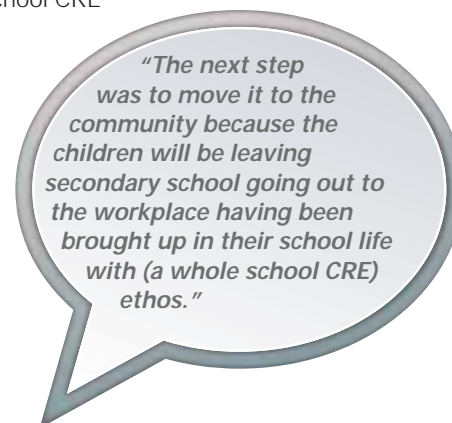 chool CRE
“The next step
was to move it to the
community because the
children will be leaving
secondary school going out to
the workplace having been
brought up in their school life
with (a whole school CRE)
ethos.”